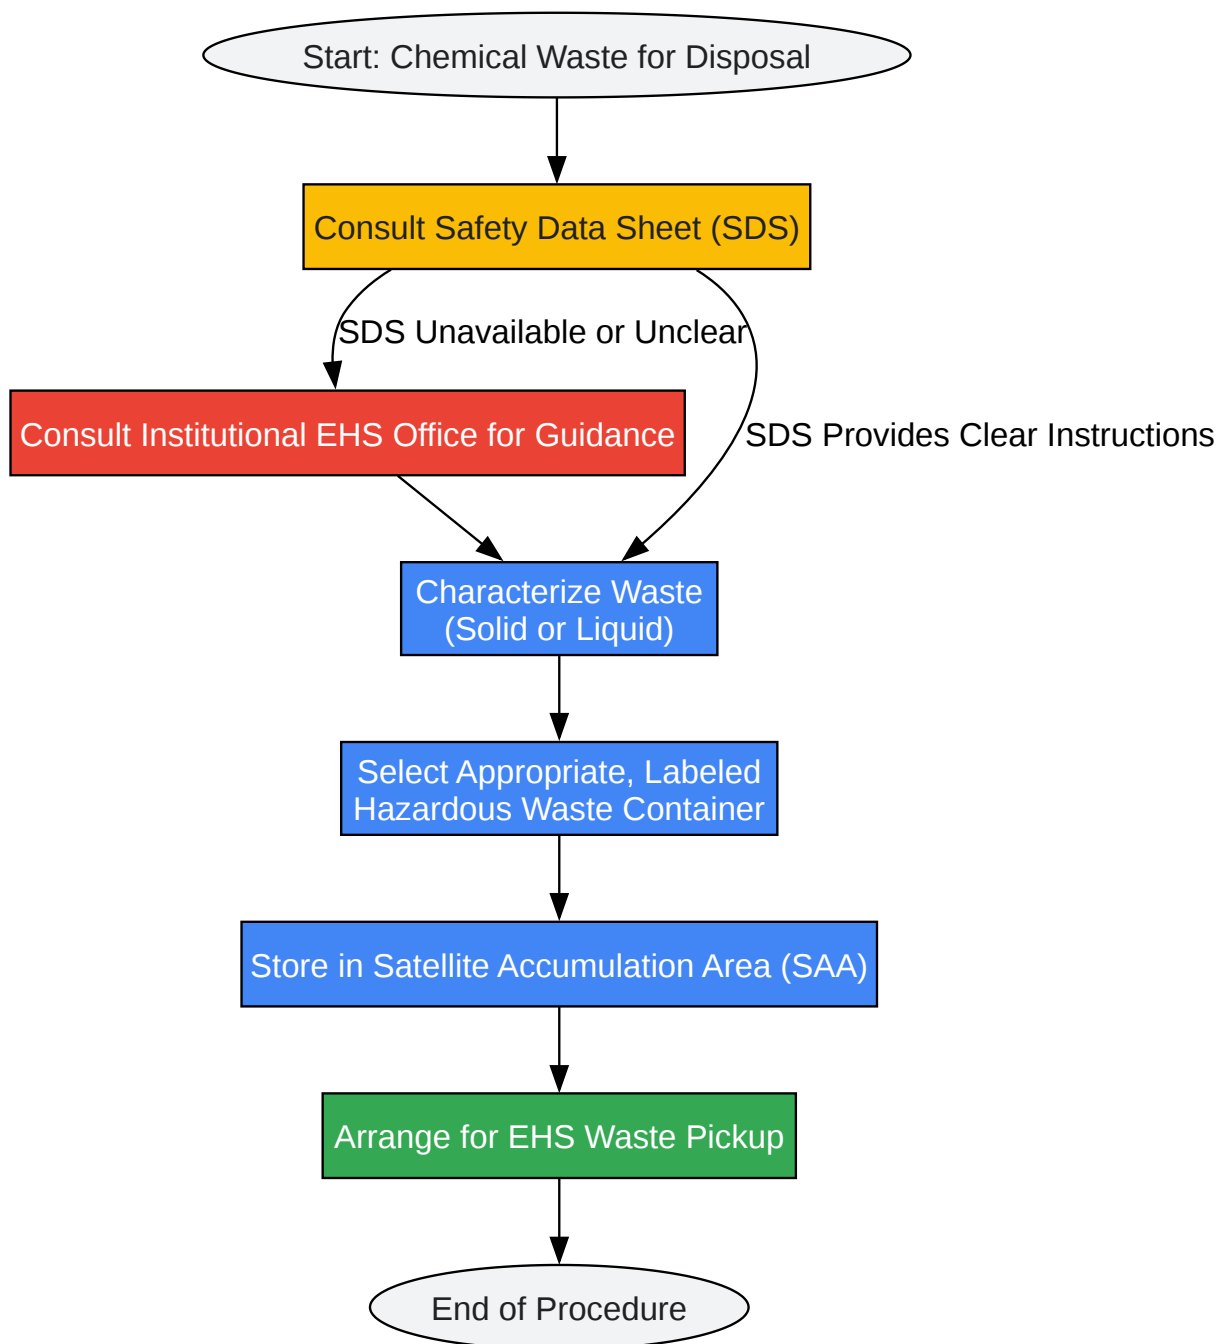 Start: Chemical Waste for Disposal
Consult Safety Data Sheet (SDS)
SDS Unavailable or Unclear
Consult Institutional EHS Office for Guidance
SDS Provides Clear Instructions
Characterize Waste
(Solid or Liquid)
Select Appropriate, Labeled
Hazardous Waste Container
Store in Satellite Accumulation Area (SAA)
Arrange for EHS Waste Pickup
End of Procedure